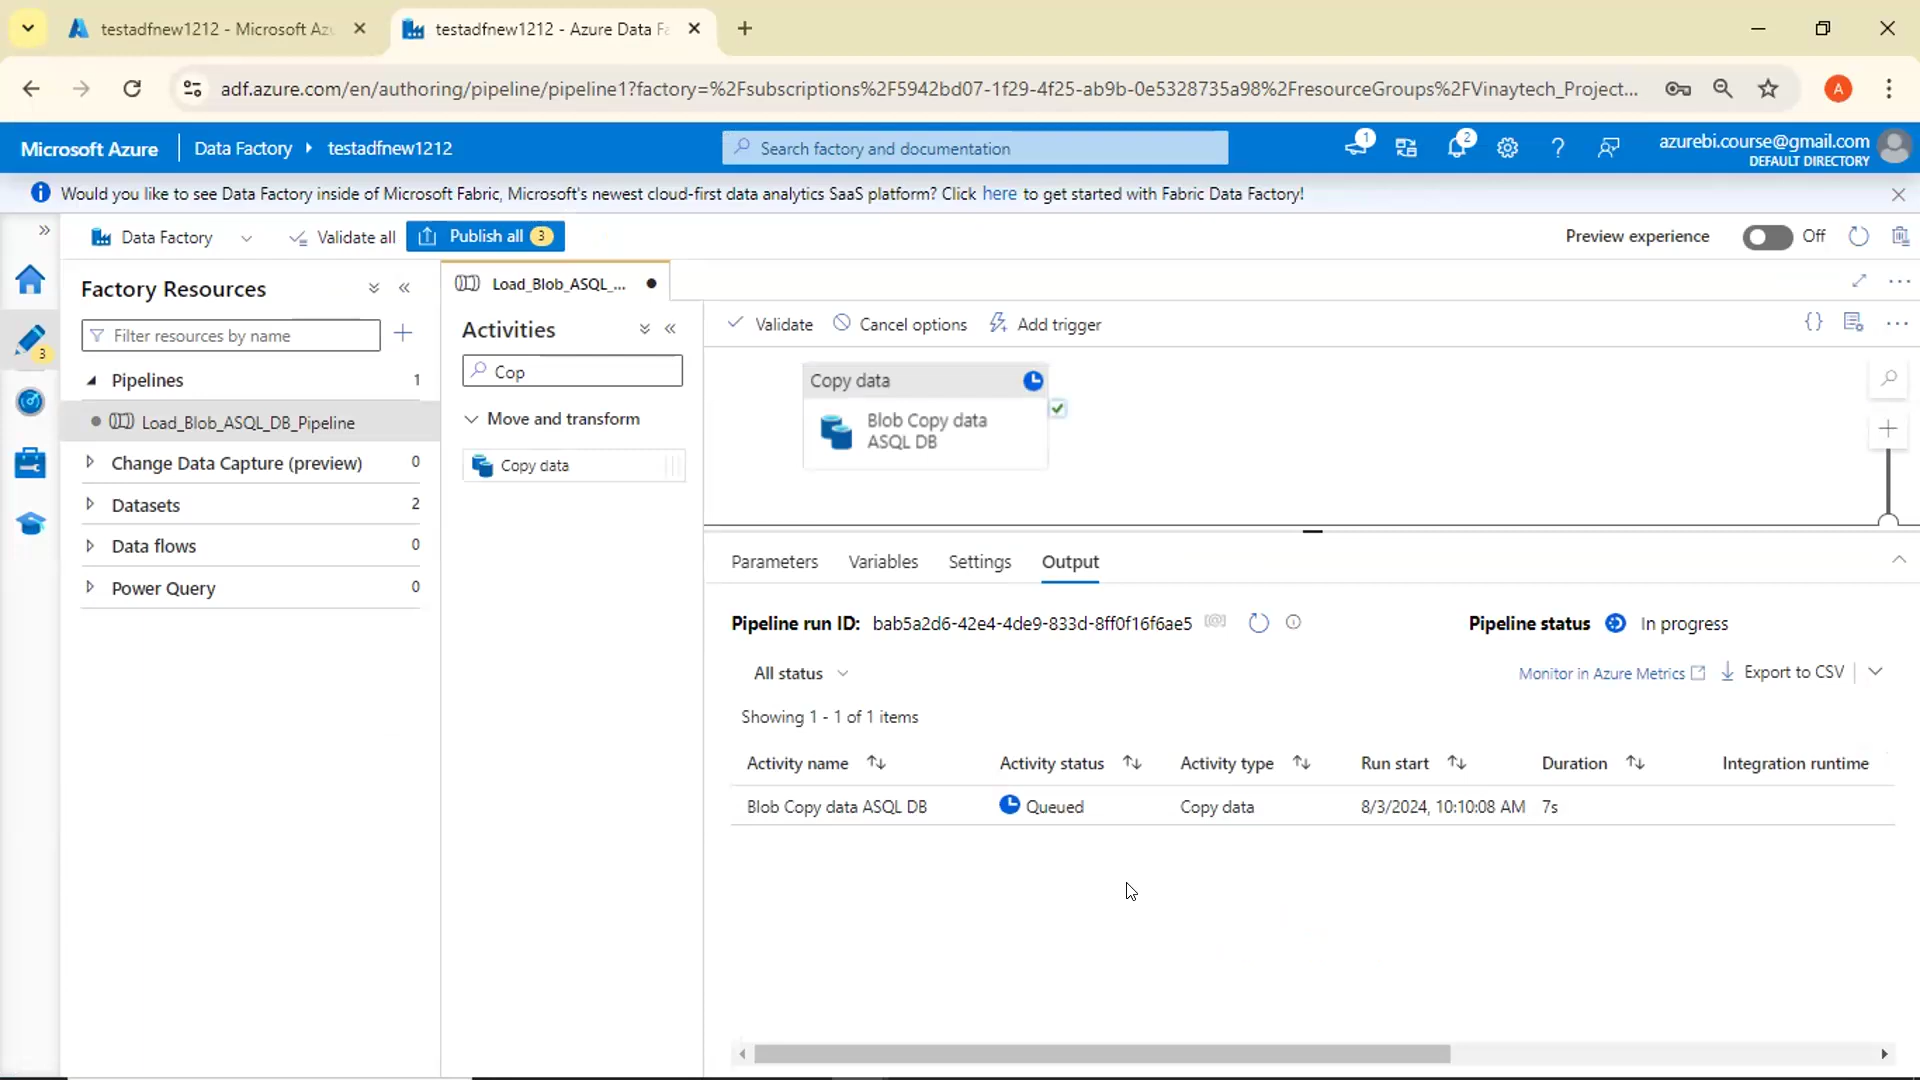 testadfnew1212 - Microsoft Az
testadfnew1212 - Azure Data Fa
adf.azure.com/en/authoring/pipeline/pipeline1?factory=%2Fsubscriptions%2F5942bd07-1f29-4f25-ab9b-0e5328735a98%2FresourceGroups%2FVinaytech_Project...
A
Microsoft Azure
Data Factory
testadfnew1212
Search factory and documentation
1
2
azurebi.course@gmail.com
DEFAULT DIRECTORY
Would you like to see Data Factory inside of Microsoft Fabric, Microsoft's newest cloud-first data analytics SaaS platform? Click here to get started with Fabric Data Factory!
Data Factory
Validate all
Publish all 3
Preview experience
Off
Factory Resources
Filter resources by name
3
Pipelines 1
Load_Blob_ASQL_DB_Pipeline
Change Data Capture (preview) 0
Datasets 2
Data flows 0
Power Query 0
Load_Blob_ASQL_...
Activities
Cop
Move and transform
Copy data
Validate
Cancel options
Add trigger
Copy data
Blob Copy data
ASQL DB
Parameters
Variables
Settings
Output
Pipeline run ID: bab5a2d6-42e4-4de9-833d-8ff0f16f6ae5
Pipeline status In progress
All status
Monitor in Azure Metrics
Export to CSV
Showing 1 - 1 of 1 items
Activity name Activity status Activity type Run start Duration Integration runtime
Blob Copy data ASQL DB Queued Copy data 8/3/2024, 10:10:08 AM 7s